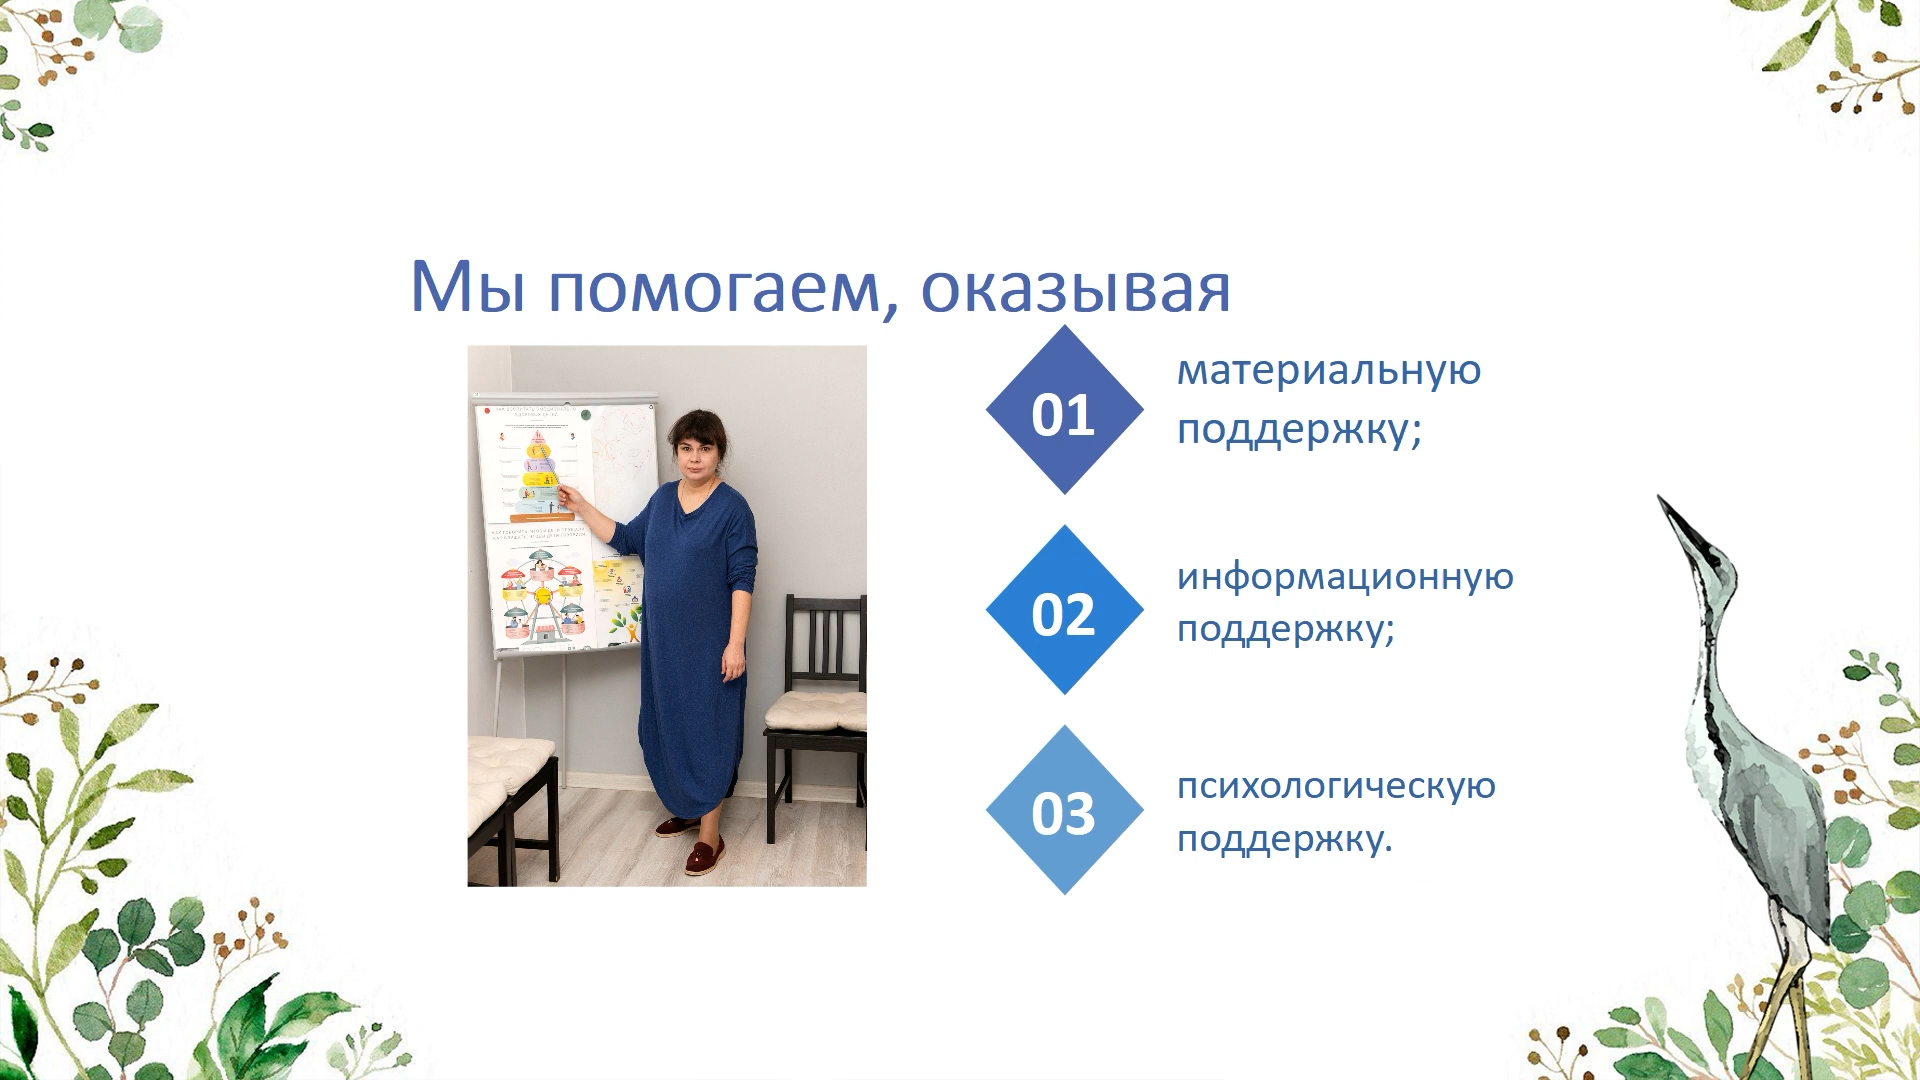 Мы помогаем, оказывая
01
материальную
поддержку;
02
информационную
поддержку;
03
психологическую
поддержку.